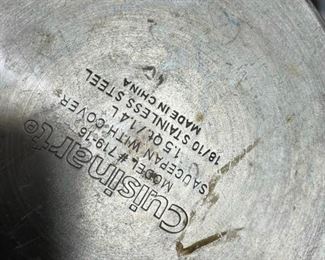 Cuisinart®
MODEL #719-16
SAUCEPAN WITH COVER
1.5 Qt./1.4 L
18/10 STAINLESS STEEL
MADE IN CHINA